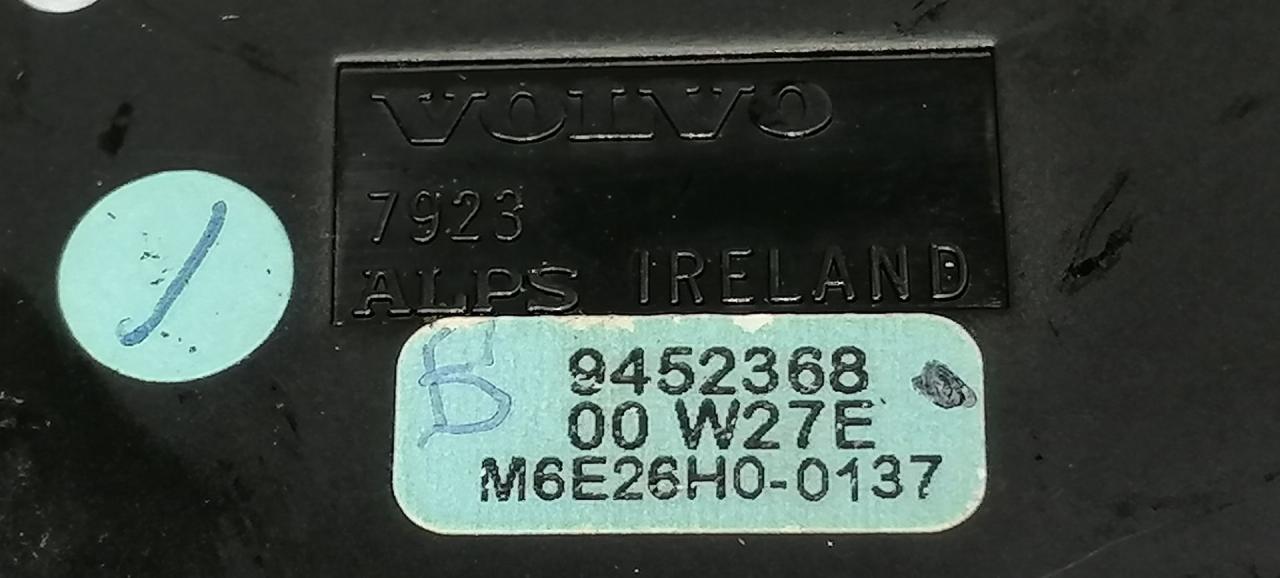 VOLVO
7923
ALPS IRELAND
9452368
00 W27E
M6E26H0-0137